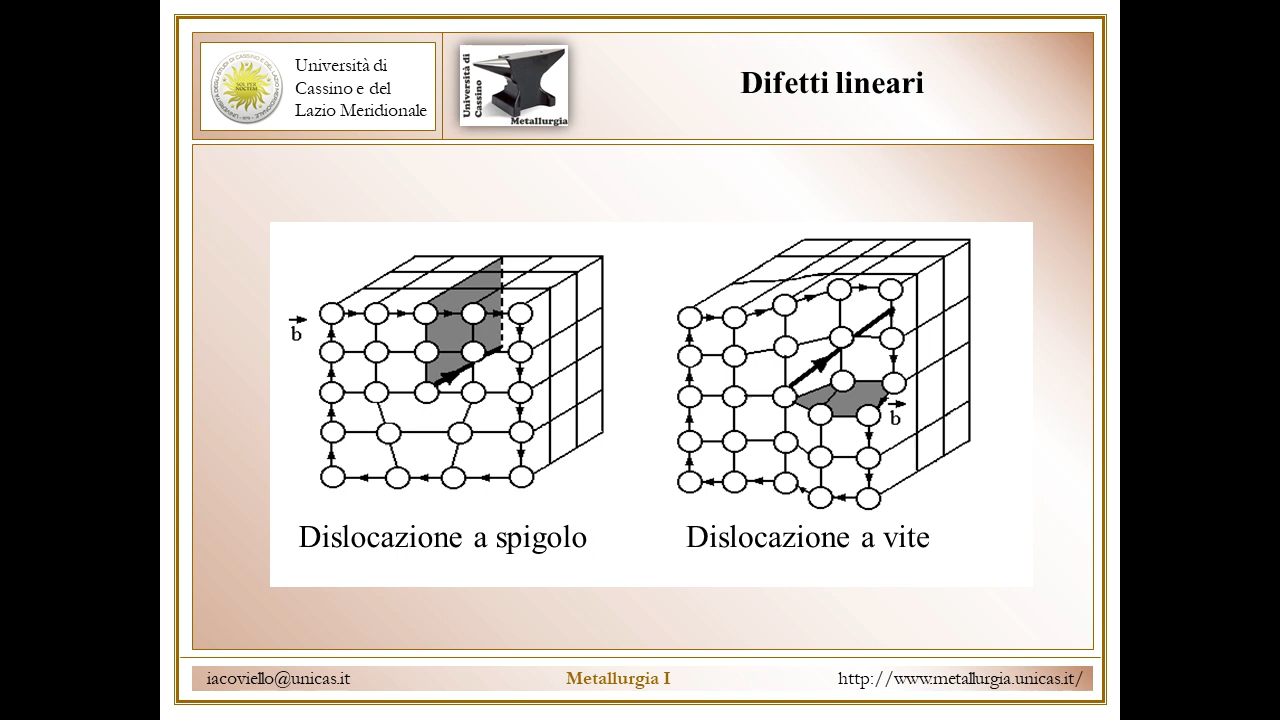 Università di
Cassino e del
Lazio Meridionale
Università di
Cassino
Metallurgia
Difetti lineari
b
b
Dislocazione a spigolo
Dislocazione a vite
iacoviello@unicas.it
Metallurgia I
http://www.metallurgia.unicas.it/